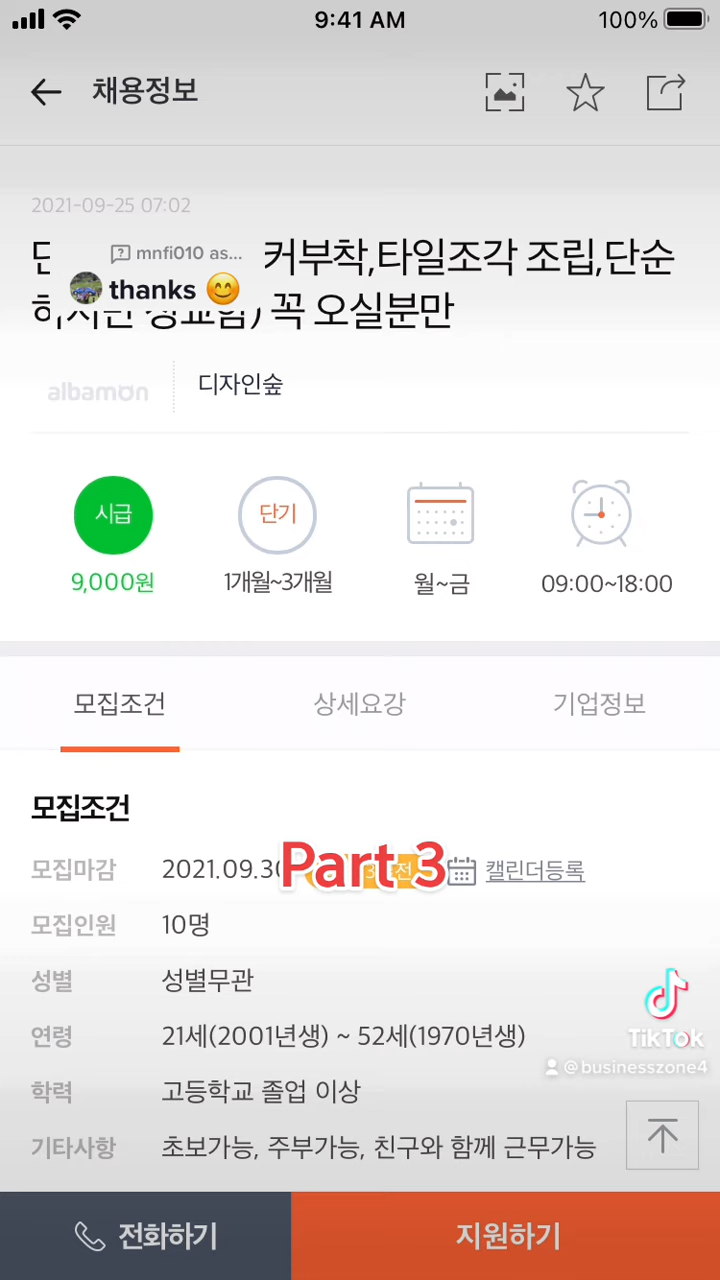 9:41 AM
100%
채용정보
2021-09-25 07:02
mnfi010 as...
커부착,타일조각 조립,단순
thanks 😊
꼭 오실분만
albamon
디자인숲
시급
단기
9,000원
1개월~3개월
월~금
09:00~18:00
모집조건
상세요강
기업정보
모집조건
모집마감 2021.09.30 캘린더등록
Part 3
모집인원 10명
성별 성별무관
연령 21세(2001년생) ~ 52세(1970년생)
학력 고등학교 졸업 이상
기타사항 초보가능, 주부가능, 친구와 함께 근무가능
TikTok
@businesszone4
전화하기
지원하기